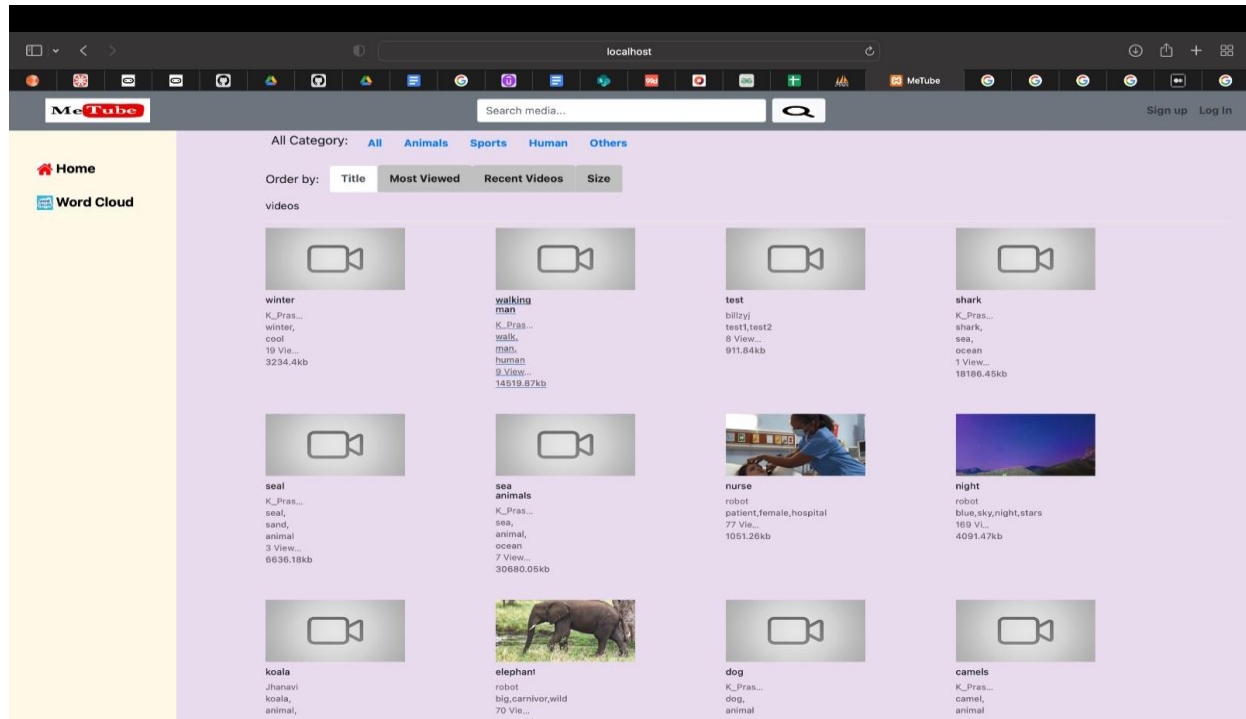 localhost
99d
MeTube
MeTube
Search media...
Sign up Log In
Home
Word Cloud
All Category: All Animals Sports Human Others
Order by: Title Most Viewed Recent Videos Size
videos
winter
K_Pras...
winter,
cool
19 Vie...
3234.4kb
walking
man
K_Pras...
walk,
man,
human
9 View...
14519.87kb
test
billzyj
test1,test2
8 View...
911.84kb
shark
K_Pras...
shark,
sea,
ocean
1 View...
18186.45kb
seal
K_Pras...
seal,
sand,
animal
3 View...
6636.18kb
sea
animals
K_Pras...
sea,
animal,
ocean
7 View...
30680.05kb
nurse
robot
patient,female,hospital
77 Vie...
1051.26kb
night
robot
blue,sky,night,stars
169 Vi...
4091.47kb
koala
Jhanavi
koala,
animal,
elephant
robot
big,carnivor,wild
70 Vie...
dog
K_Pras...
dog,
animal
camels
K_Pras...
camel,
animal